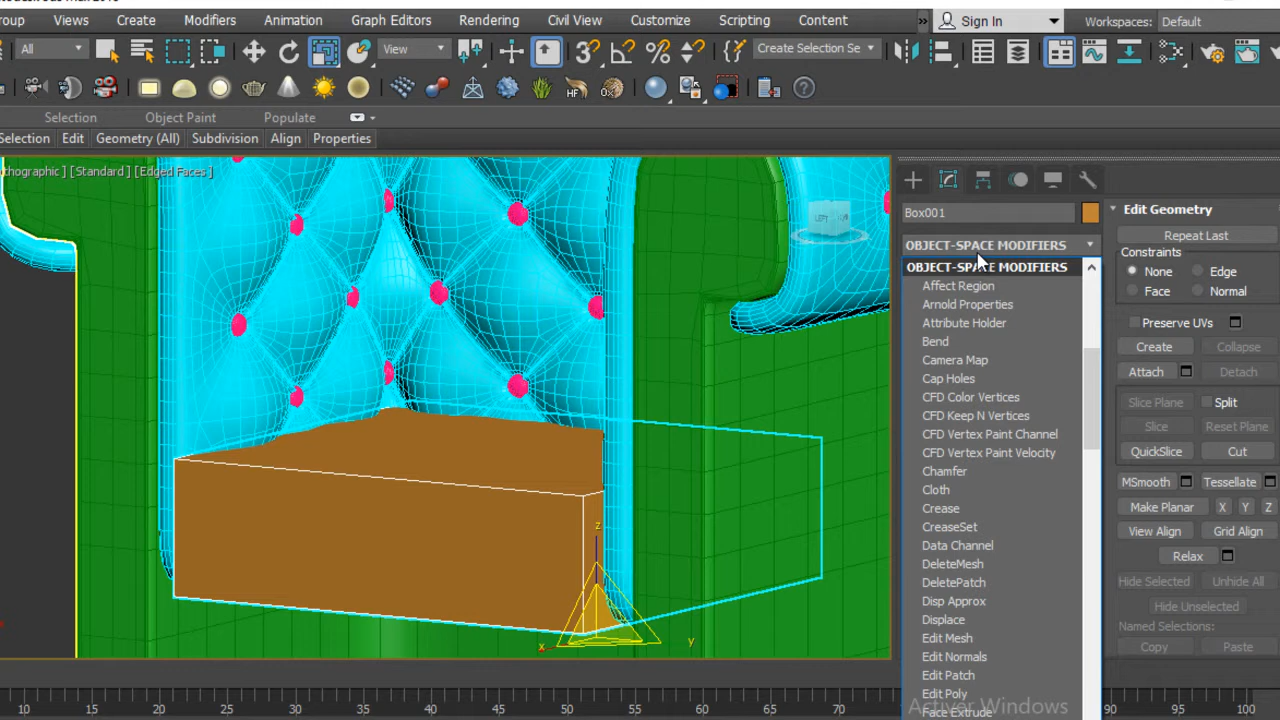 roup Views Create Modifiers Animation Graph Editors Rendering Civil View Customize Scripting Content » Sign In Workspaces: Default
All View 3 Create Selection Se
HF
Selection Object Paint Populate
Selection Edit Geometry (All) Subdivision Align Properties
thographic ] [ Standard ] [ Edged Faces ]
LEFT
Box001
OBJECT-SPACE MODIFIERS
OBJECT-SPACE MODIFIERS
Affect Region
Arnold Properties
Attribute Holder
Bend
Camera Map
Cap Holes
CFD Color Vertices
CFD Keep N Vertices
CFD Vertex Paint Channel
CFD Vertex Paint Velocity
Chamfer
Cloth
Crease
CreaseSet
Data Channel
DeleteMesh
DeletePatch
Disp Approx
Displace
Edit Mesh
Edit Normals
Edit Patch
Edit Poly
Face Extrude
Edit Geometry
Repeat Last
Constraints
None Edge
Face Normal
Preserve UVs
Create Collapse
Attach Detach
Slice Plane Split
Slice Reset Plane
QuickSlice Cut
MSmooth Tessellate
Make Planar X Y Z
View Align Grid Align
Relax
Hide Selected Unhide All
Hide Unselected
Named Selections:
Copy Paste
z
x y
Activer Windows
10 15 20 25 30 35 40 45 50 55 60 65 70 90 95 100